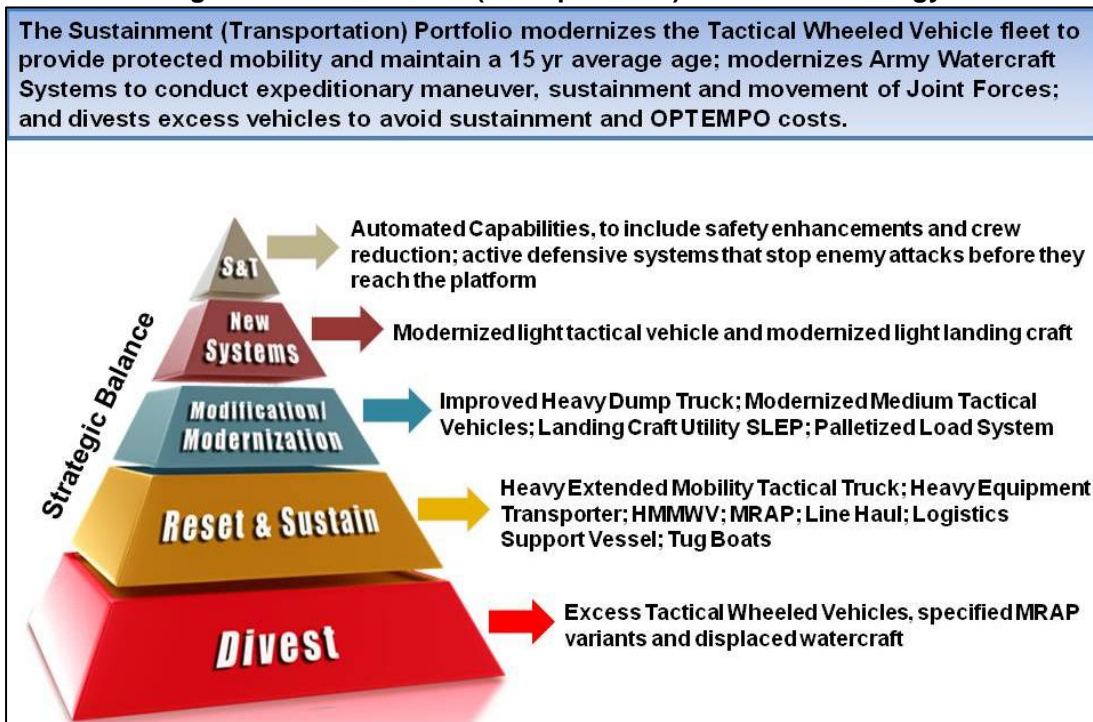 The Sustainment (Transportation) Portfolio modernizes the Tactical Wheeled Vehicle fleet to
provide protected mobility and maintain a 15 yr average age; modernizes Army Watercraft
Systems to conduct expeditionary maneuver, sustainment and movement of Joint Forces;
and divests excess vehicles to avoid sustainment and OPTEMPO costs.
Strategic Balance
S&T
Automated Capabilities, to include safety enhancements and crew
reduction; active defensive systems that stop enemy attacks before they
reach the platform
New
Systems
Modernized light tactical vehicle and modernized light landing craft
Modification/
Modernization
Improved Heavy Dump Truck; Modernized Medium Tactical
Vehicles; Landing Craft Utility SLEP; Palletized Load System
Reset & Sustain
Heavy Extended Mobility Tactical Truck; Heavy Equipment
Transporter; HMMWV; MRAP; Line Haul; Logistics
Support Vessel; Tug Boats
Divest
Excess Tactical Wheeled Vehicles, specified MRAP
variants and displaced watercraft